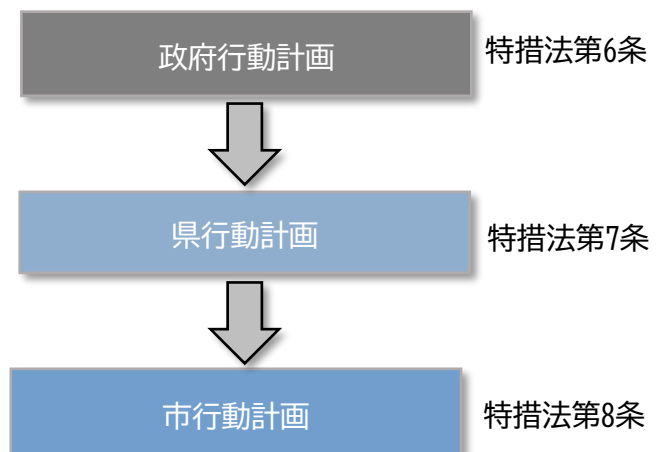 政府行動計画
特措法第6条
県行動計画
特措法第7条
市行動計画
特措法第8条